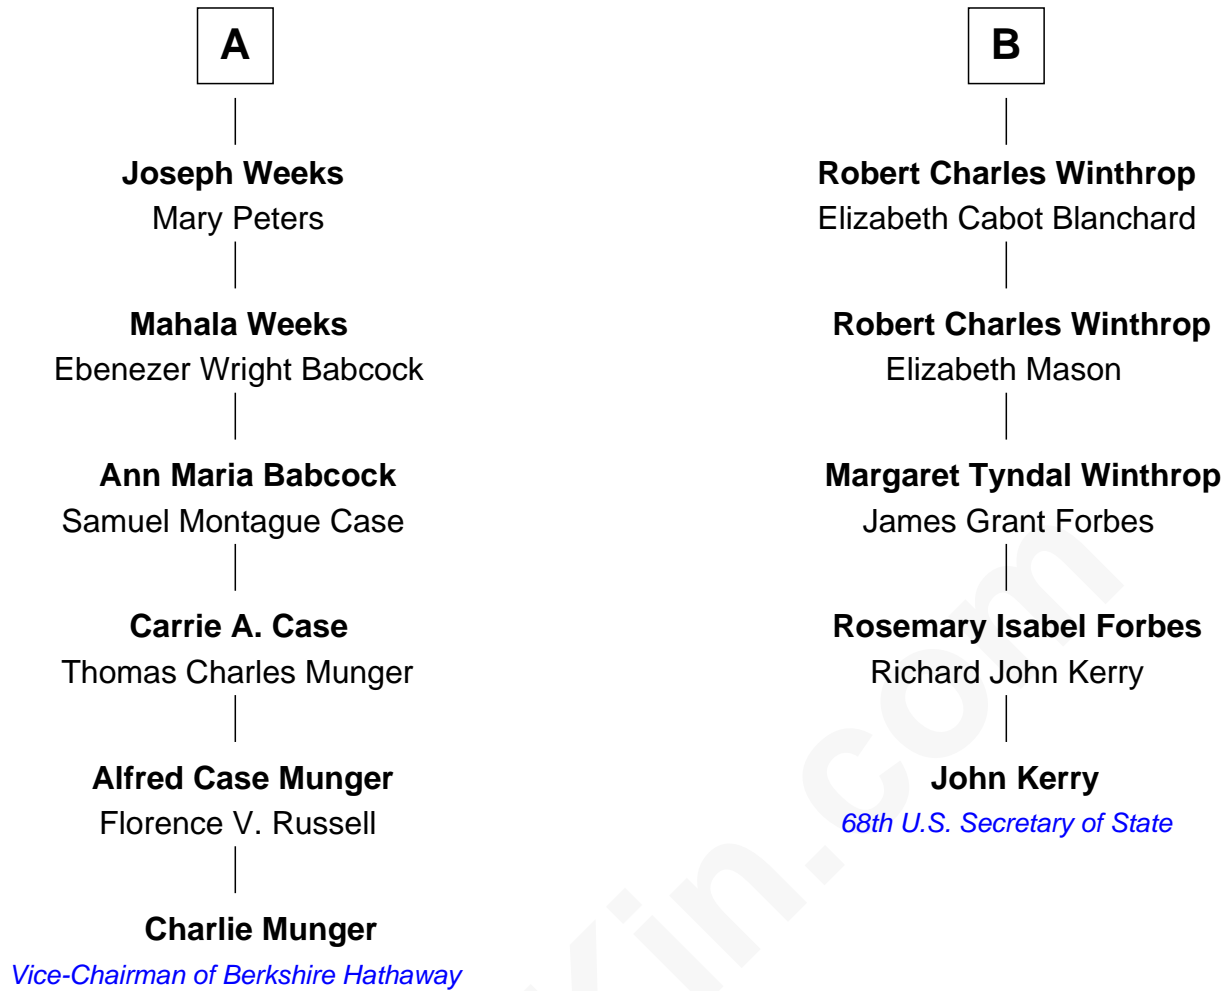 A
Joseph Weeks
Mary Peters
Mahala Weeks
Ebenezer Wright Babcock
Ann Maria Babcock
Samuel Montague Case
Carrie A. Case
Thomas Charles Munger
Alfred Case Munger
Florence V. Russell
Charlie Munger
Vice-Chairman of Berkshire Hathaway
B
Robert Charles Winthrop
Elizabeth Cabot Blanchard
Robert Charles Winthrop
Elizabeth Mason
Margaret Tyndal Winthrop
James Grant Forbes
Rosemary Isabel Forbes
Richard John Kerry
John Kerry
68th U.S. Secretary of State